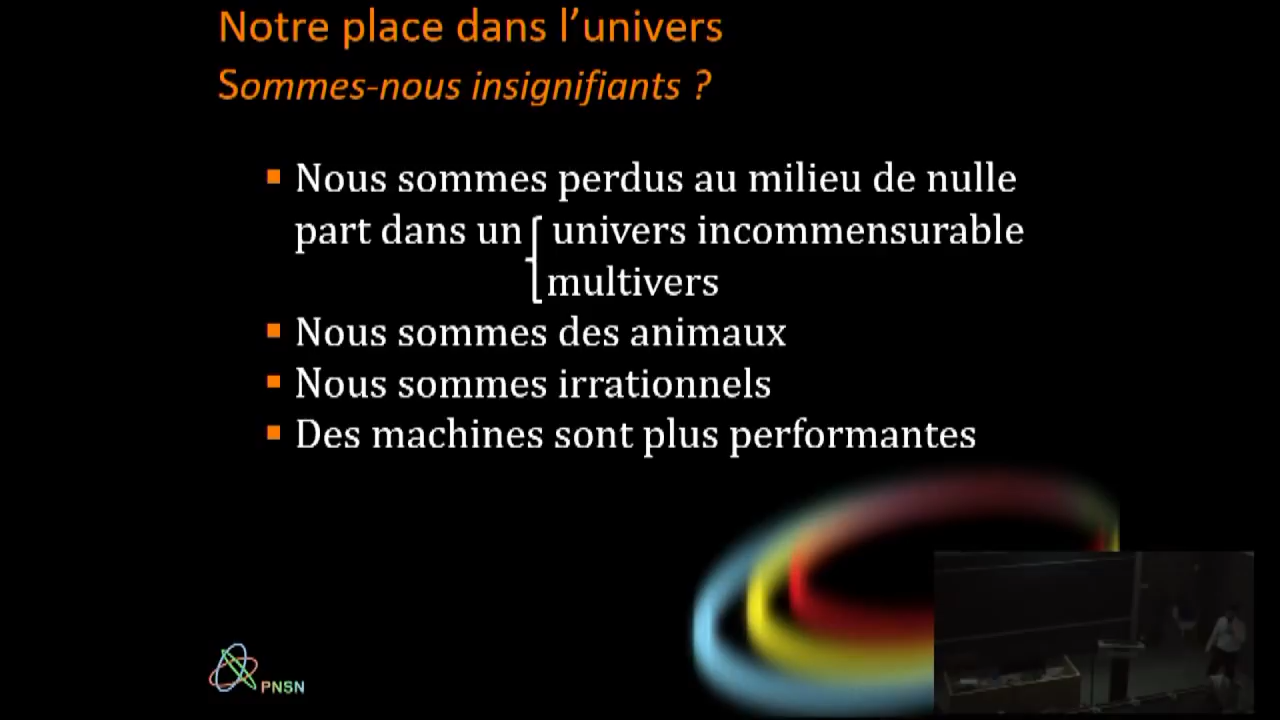 Notre place dans l’univers
Sommes-nous insignifiants ?
Nous sommes perdus au milieu de nulle
part dans un univers incommensurable
multivers
Nous sommes des animaux
Nous sommes irrationnels
Des machines sont plus performantes
PNSN